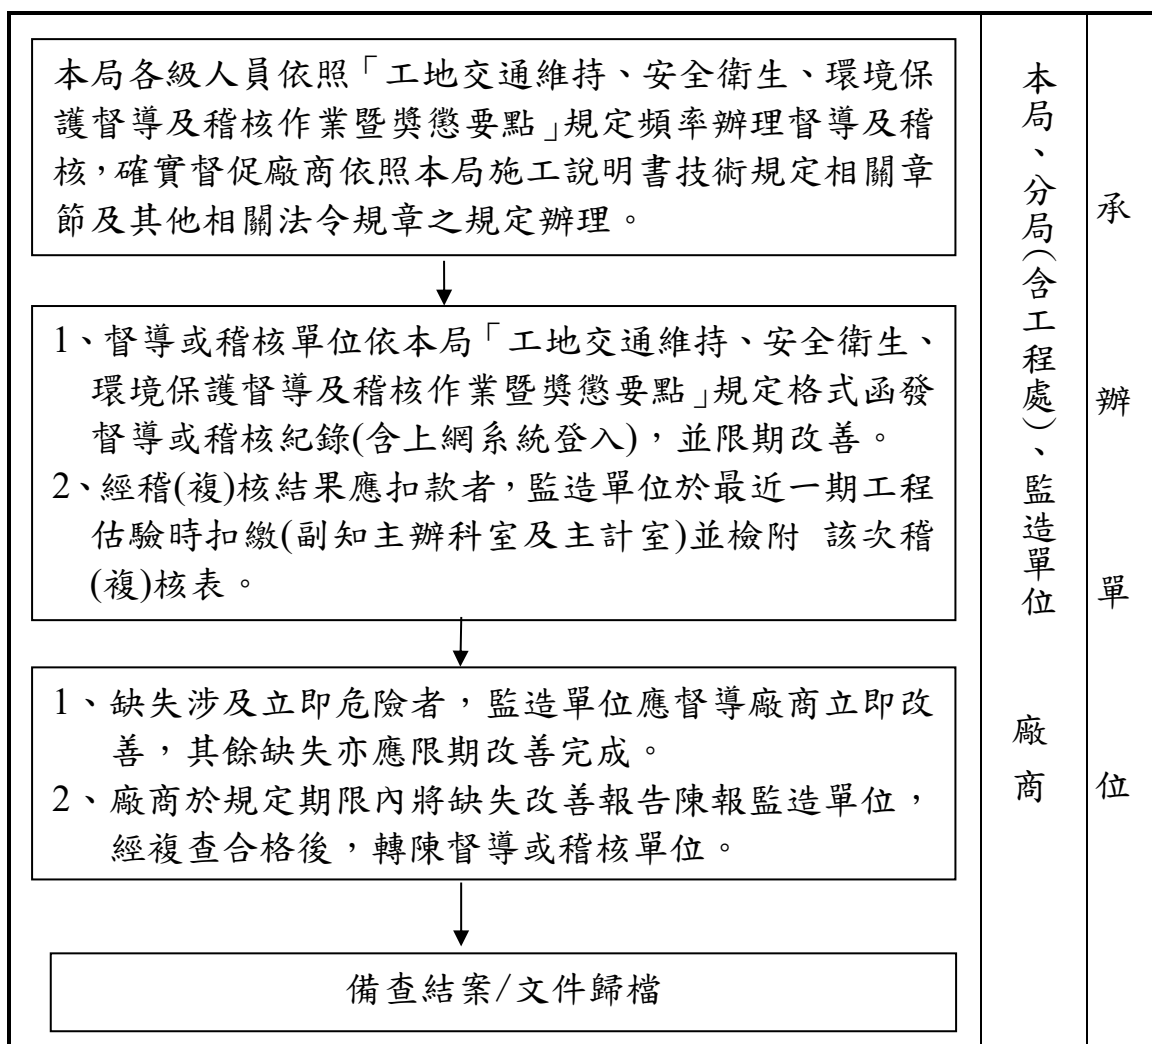 本局各級人員依照「工地交通維持、安全衛生、環境保
護督導及稽核作業暨獎懲要點」規定頻率辦理督導及稽
核，確實督促廠商依照本局施工說明書技術規定相關章
節及其他相關法令規章之規定辦理。
1、督導或稽核單位依本局「工地交通維持、安全衛生、
環境保護督導及稽核作業暨獎懲要點」規定格式函發
督導或稽核紀錄(含上網系統登入)，並限期改善。
2、經稽(複)核結果應扣款者，監造單位於最近一期工程
估驗時扣繳(副知主辦科室及主計室)並檢附 該次稽
(複)核表。
1、缺失涉及立即危險者，監造單位應督導廠商立即改
善，其餘缺失亦應限期改善完成。
2、廠商於規定期限內將缺失改善報告陳報監造單位，
經複查合格後，轉陳督導或稽核單位。
備查結案/文件歸檔
本局、分局(含工程處)、監造單位
廠商
承辦單位